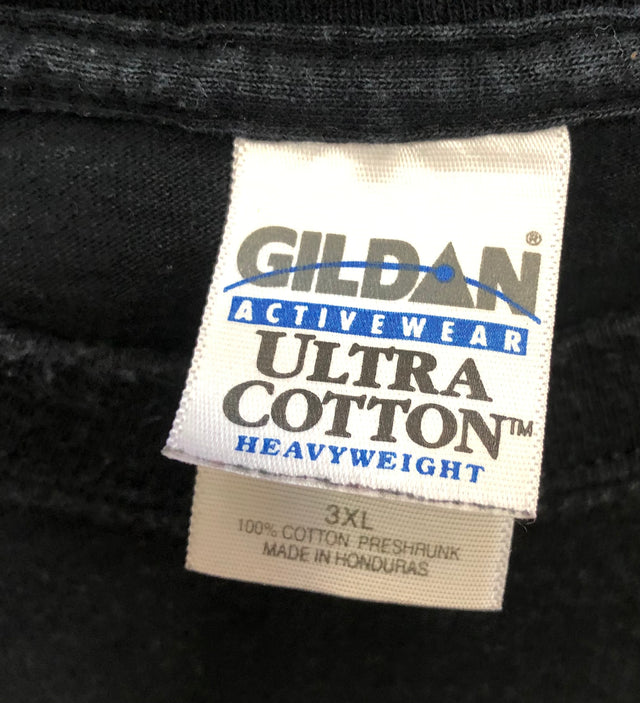 GILDAN®
ACTIVEWEAR
ULTRA
COTTON™
HEAVYWEIGHT
3XL
100% COTTON PRESHRUNK
MADE IN HONDURAS